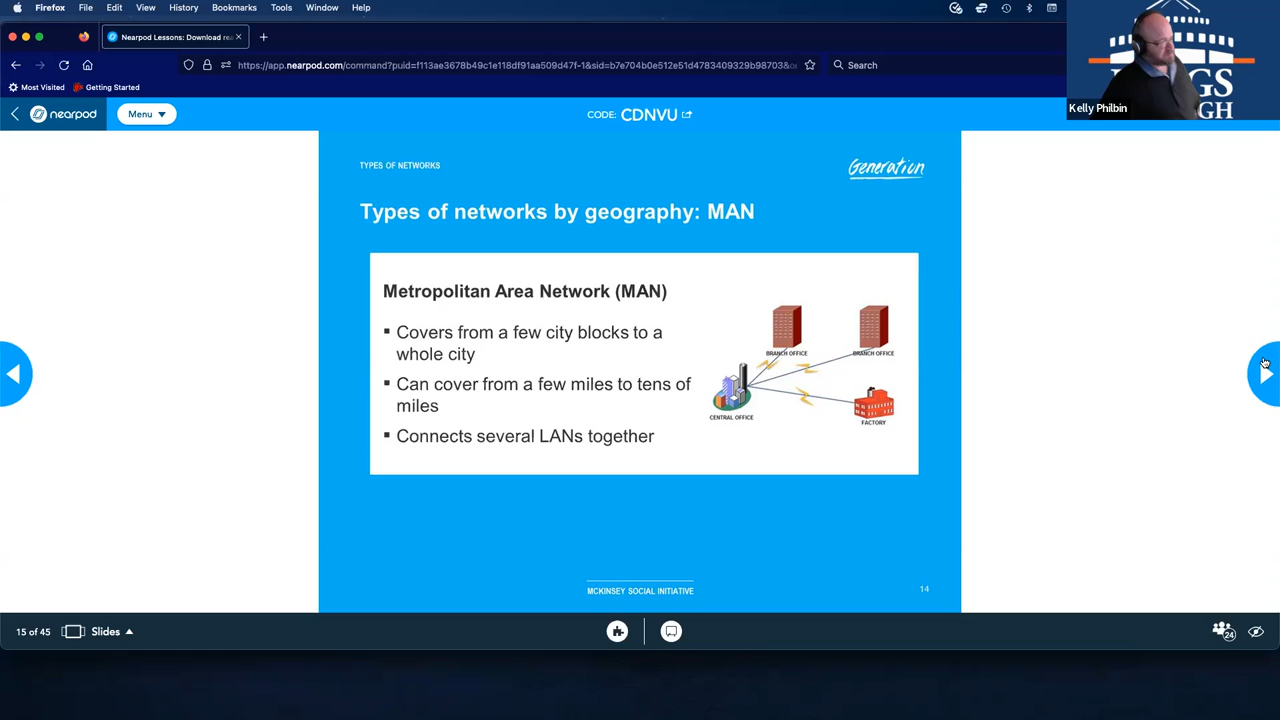 Firefox File Edit View History Bookmarks Tools Window Help
Nearpod Lessons: Download rea
https://app.nearpod.com/command?puid=f113ae3678b49c1e118df91aa509d47f-1&sid=b7e704b0e512e51d4783409329b98703&
Search
Most Visited Getting Started
Kelly Philbin
nearpod Menu CODE: CDNVU
TYPES OF NETWORKS
Generation
Types of networks by geography: MAN
Metropolitan Area Network (MAN)
▪ Covers from a few city blocks to a
whole city
▪ Can cover from a few miles to tens of
miles
▪ Connects several LANs together
BRANCH OFFICE
BRANCH OFFICE
CENTRAL OFFICE
FACTORY
MCKINSEY SOCIAL INITIATIVE
14
15 of 45 Slides
24